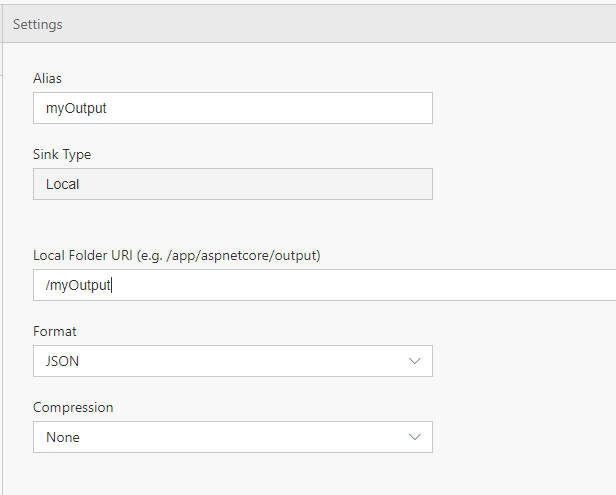 Settings
Alias
myOutput
Sink Type
Local
Local Folder URI (e.g. /app/aspnetcore/output)
/myOutput
Format
JSON
Compression
None